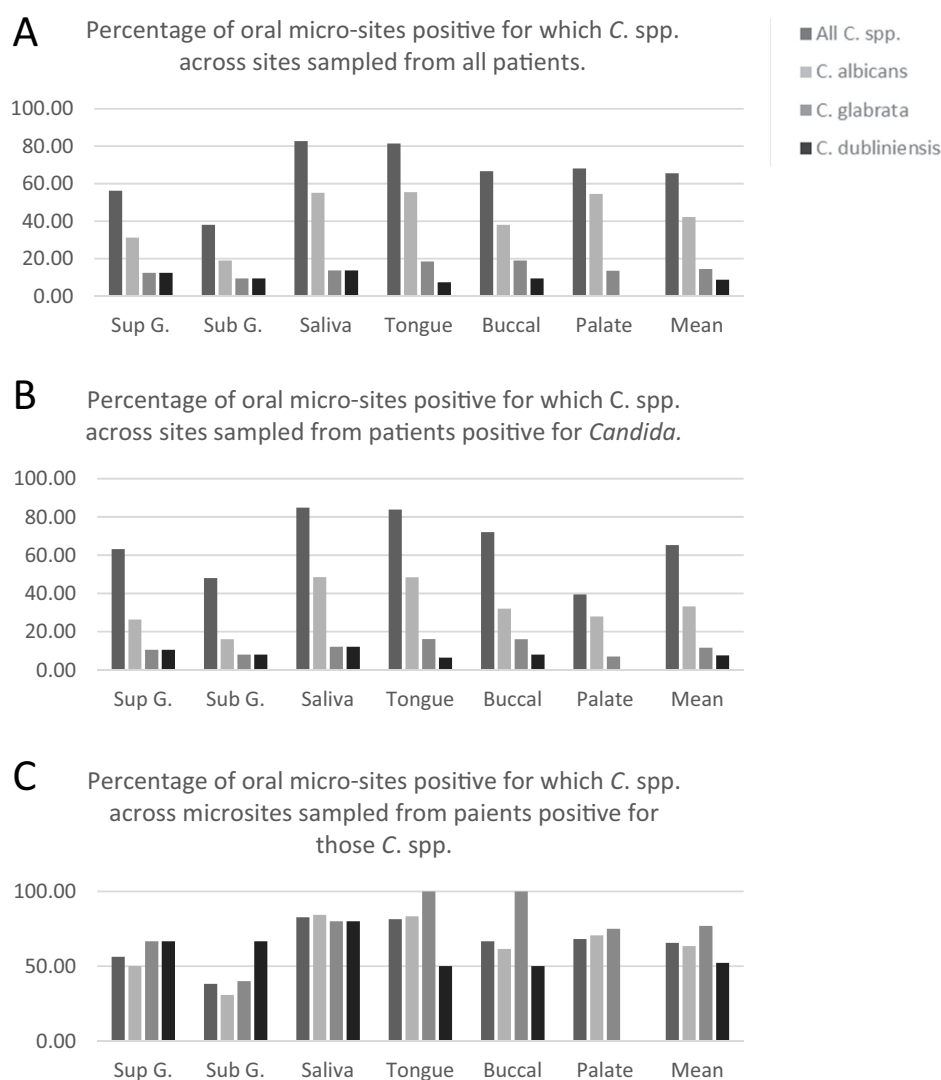 A
Percentage of oral micro-sites positive for which C. spp.
across sites sampled from all patients.
All C. spp.
C. albicans
C. glabrata
C. dubliniensis
100.00
80.00
60.00
40.00
20.00
0.00
Sup G. Sub G. Saliva Tongue Buccal Palate Mean
B
Percentage of oral micro-sites positive for which C. spp.
across sites sampled from patients positive for Candida.
100.00
80.00
60.00
40.00
20.00
0.00
Sup G. Sub G. Saliva Tongue Buccal Palate Mean
C
Percentage of oral micro-sites positive for which C. spp.
across microsites sampled from paients positive for
those C. spp.
100.00
50.00
0.00
Sup G. Sub G. Saliva Tongue Buccal Palate Mean